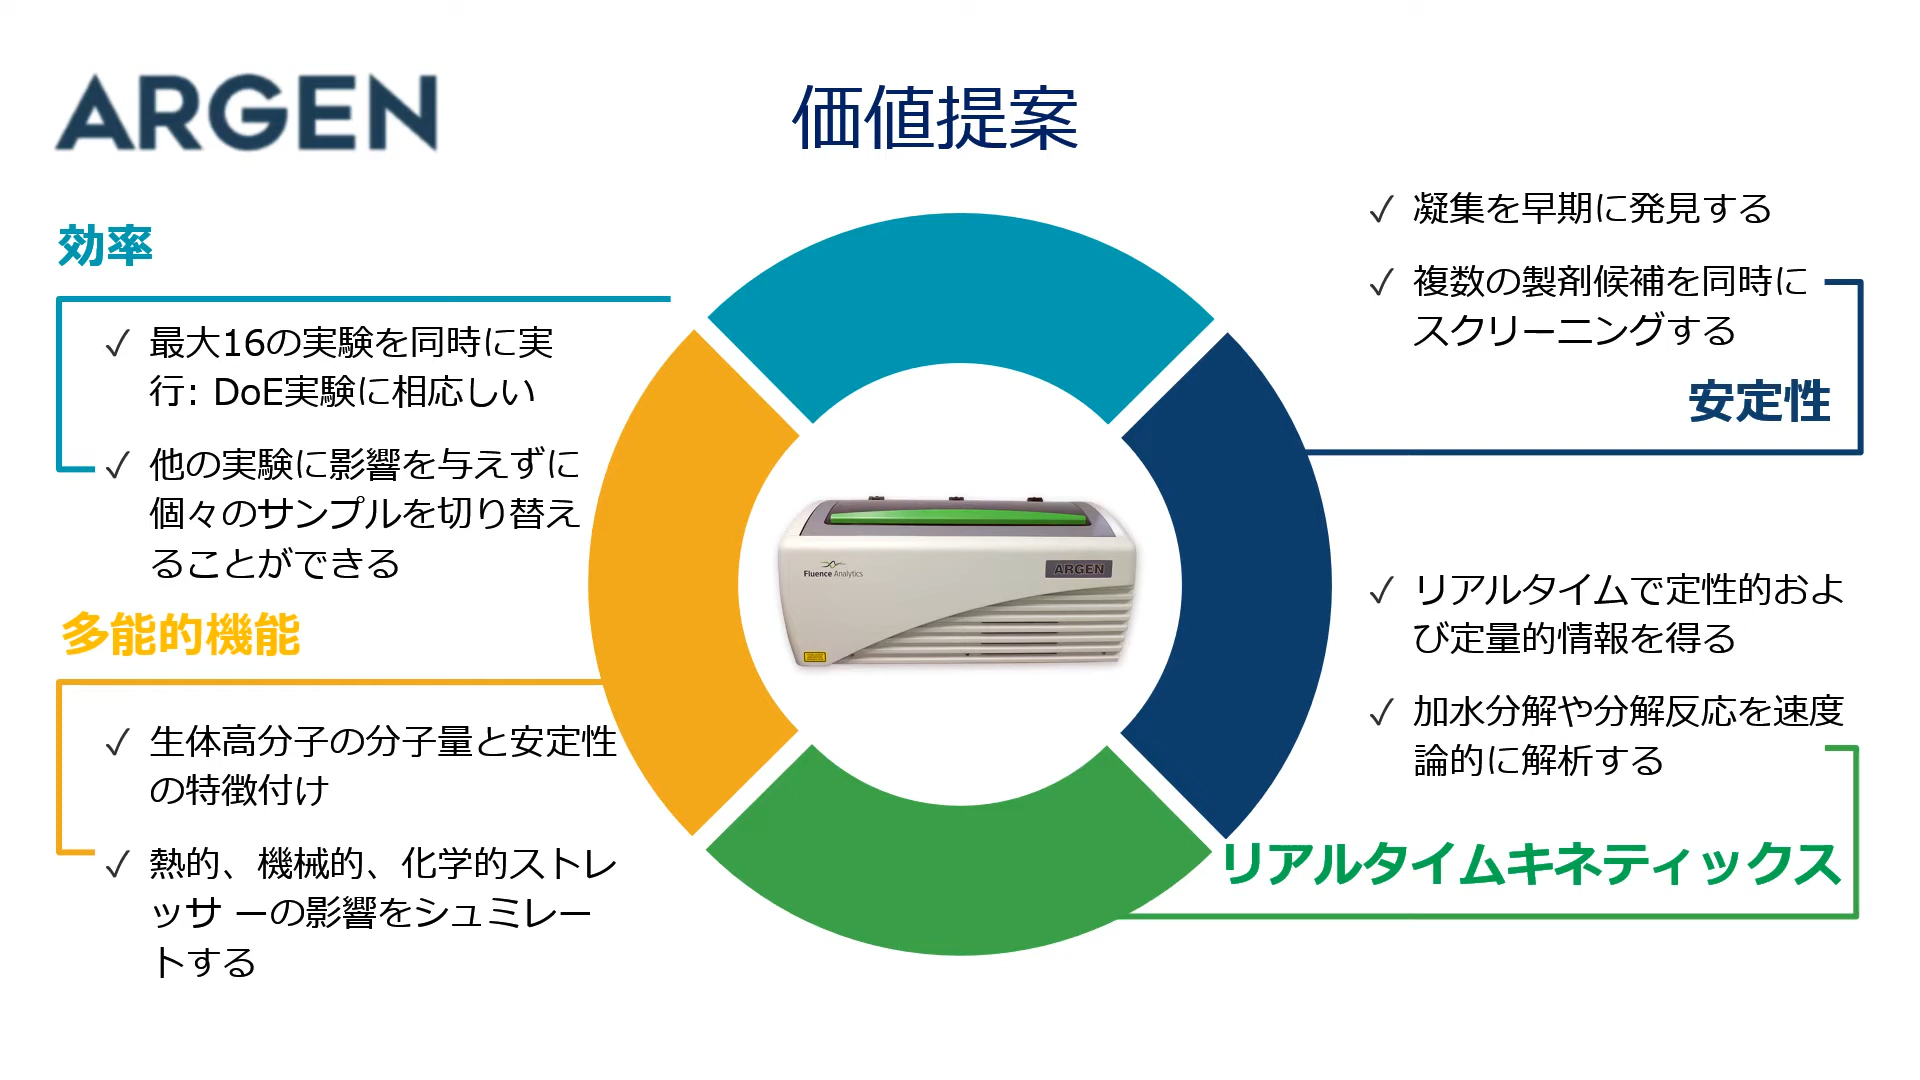 ARGEN
価値提案
効率
✓ 最大16の実験を同時に実
行: DoE実験に相応しい
✓ 他の実験に影響を与えずに
個々のサンプルを切り替え
ることができる
多能的機能
✓ 生体高分子の分子量と安定性
の特徴付け
✓ 熱的、機械的、化学的ストレ
ッサ ーの影響をシュミレー
トする
✓ 凝集を早期に発見する
✓ 複数の製剤候補を同時に
スクリーニングする
安定性
✓ リアルタイムで定性的およ
び定量的情報を得る
✓ 加水分解や分解反応を速度
論的に解析する
リアルタイムキネティックス
Fluence Analytics
ARGEN